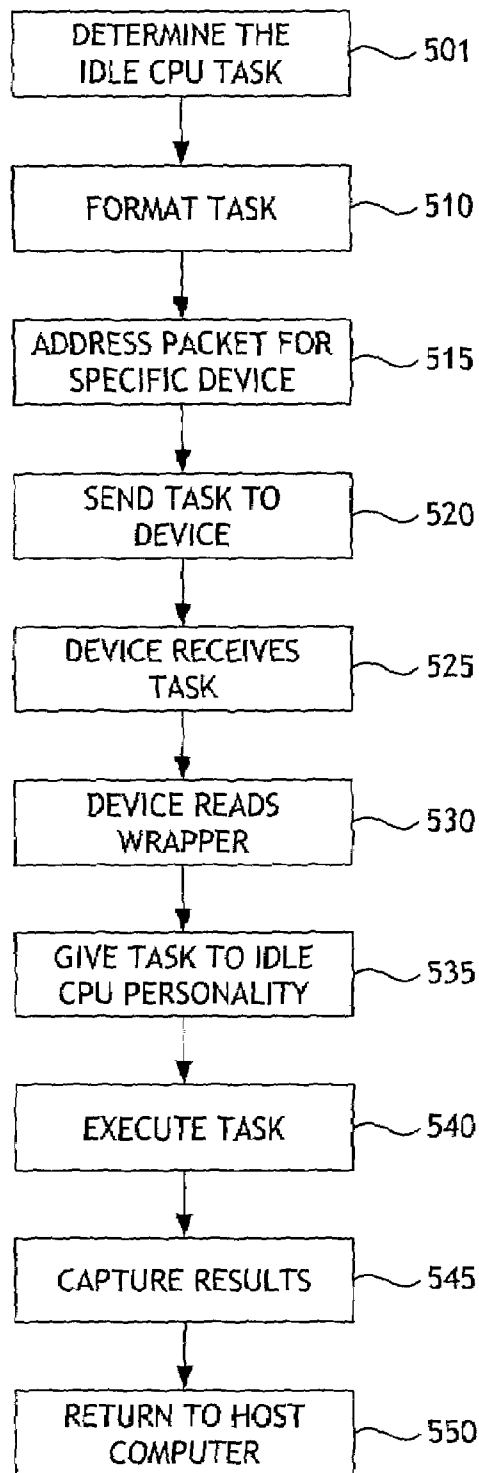 DETERMINE THE
IDLE CPU TASK
501
FORMAT TASK
510
ADDRESS PACKET FOR
SPECIFIC DEVICE
515
SEND TASK TO
DEVICE
520
DEVICE RECEIVES
TASK
525
DEVICE READS
WRAPPER
530
GIVE TASK TO IDLE
CPU PERSONALITY
535
EXECUTE TASK
540
CAPTURE RESULTS
545
RETURN TO HOST
COMPUTER
550